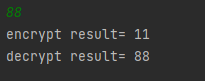 88
encrypt result= 11
decrypt result= 88